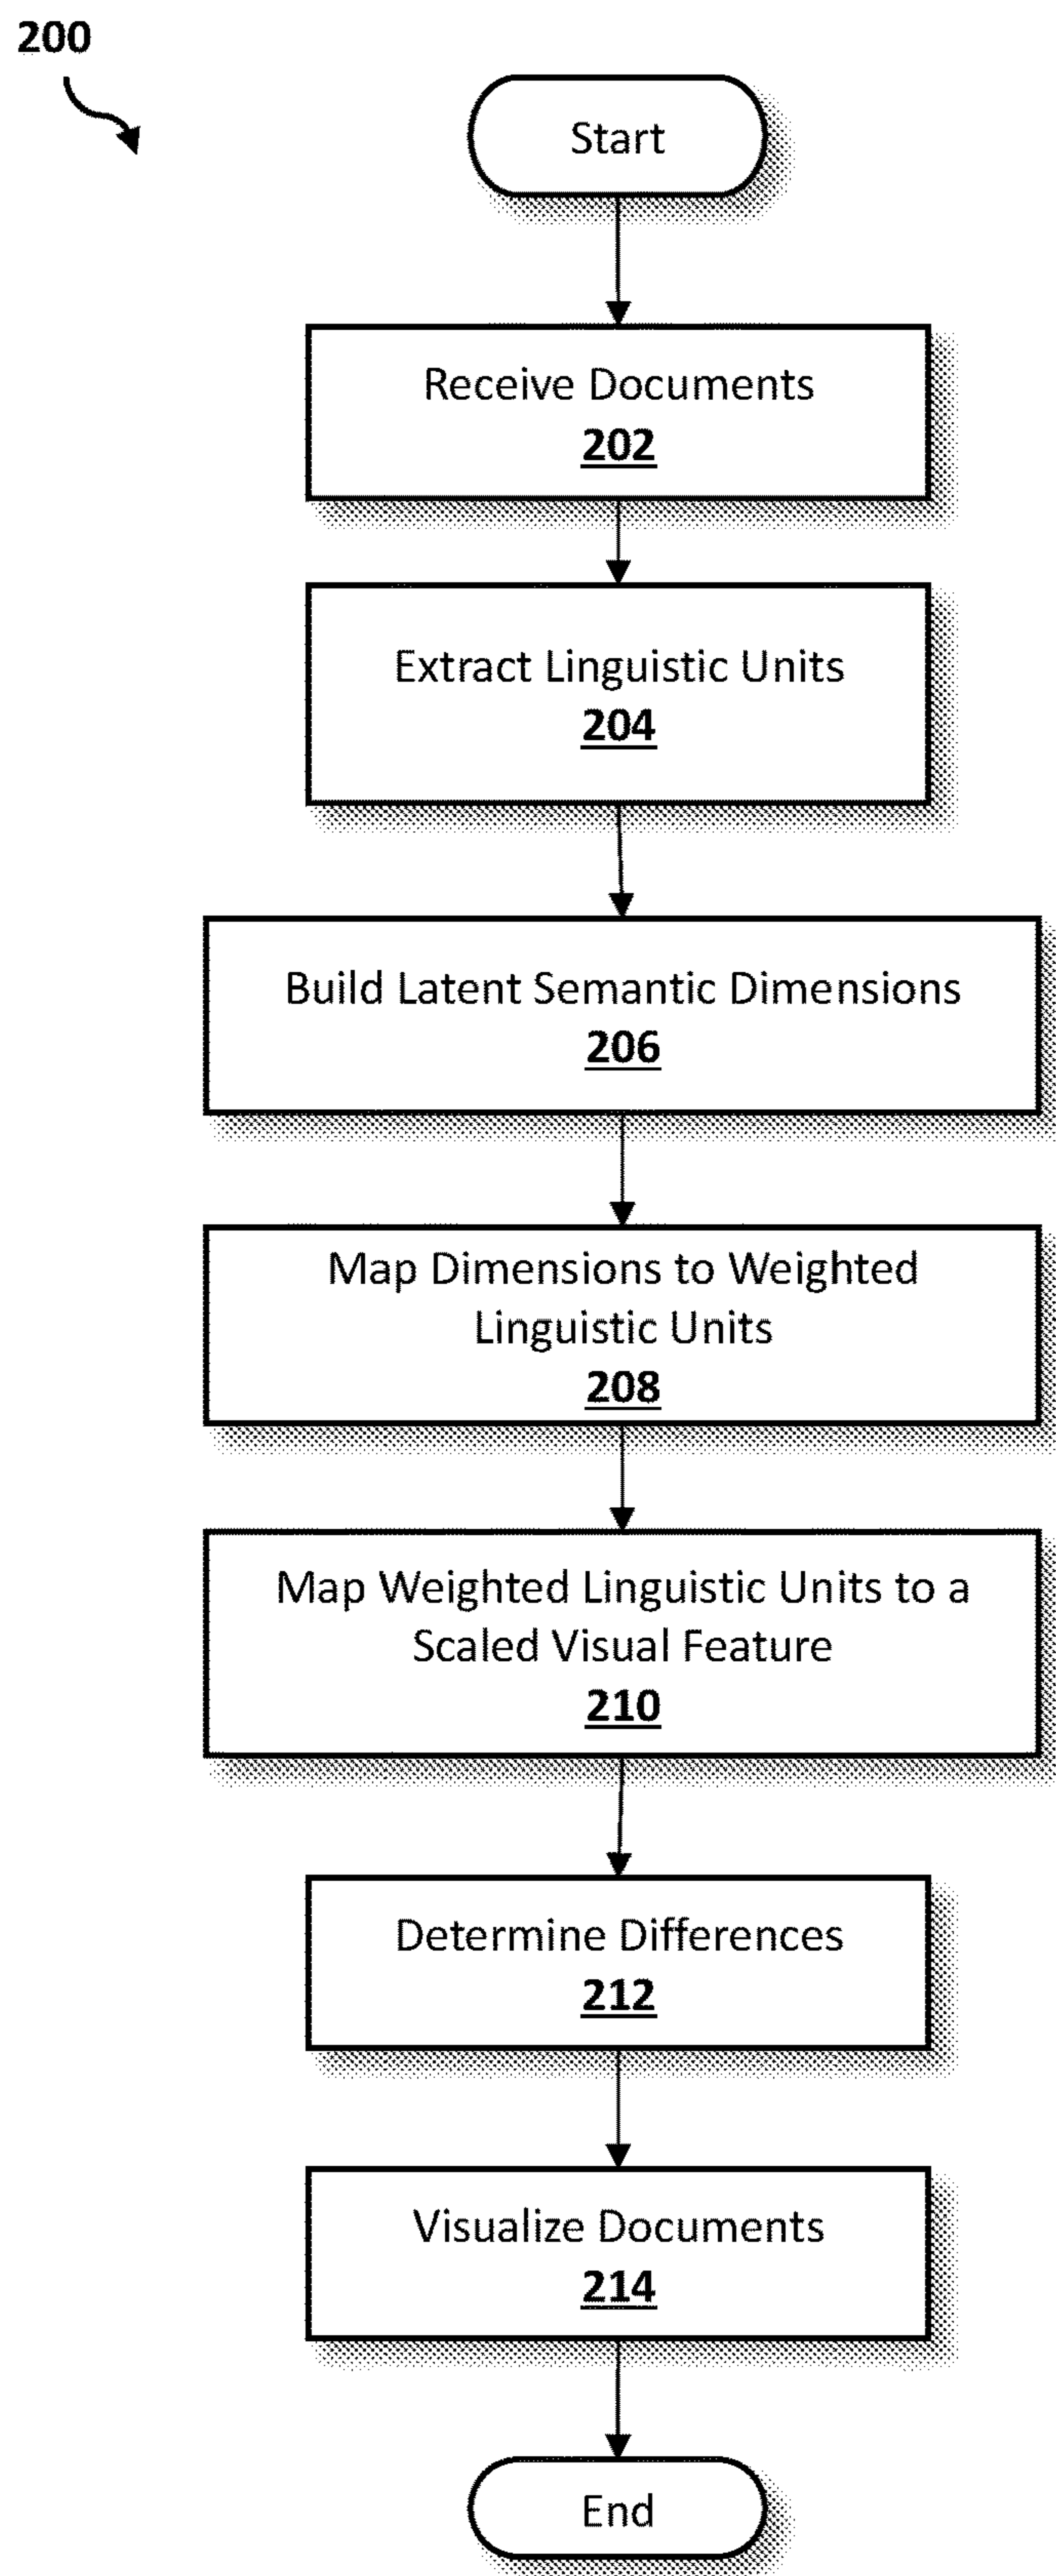 200
Start
Receive Documents
202
Extract Linguistic Units
204
Build Latent Semantic Dimensions
206
Map Dimensions to Weighted
Linguistic Units
208
Map Weighted Linguistic Units to a
Scaled Visual Feature
210
Determine Differences
212
Visualize Documents
214
End